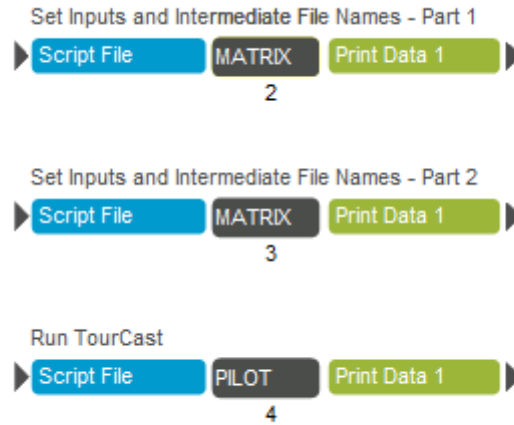 Set Inputs and Intermediate File Names - Part 1
Script File MATRIX Print Data 1
2
Set Inputs and Intermediate File Names - Part 2
Script File MATRIX Print Data 1
3
Run TourCast
Script File PILOT Print Data 1
4